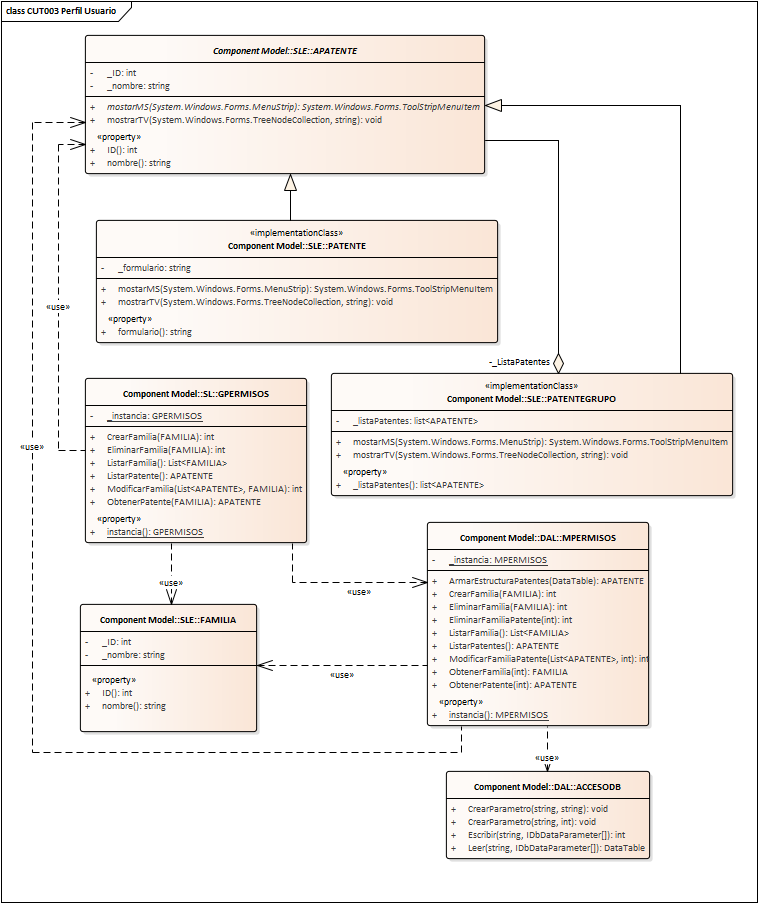 class CUT003 Perfil Usuario
Component Model::SLE::APATENTE
- _ID: int
- _nombre: string
+ mostarMS(System.Windows.Forms.MenuStrip): System.Windows.Forms.ToolStripMenuItem
+ mostrarTV(System.Windows.Forms.TreeNodeCollection, string): void
«property»
+ ID(): int
+ nombre(): string
«implementationClass»
Component Model::SLE::PATENTE
- _formulario: string
+ mostarMS(System.Windows.Forms.MenuStrip): System.Windows.Forms.ToolStripMenuItem
+ mostrarTV(System.Windows.Forms.TreeNodeCollection, string): void
«property»
+ formulario(): string
«use»
-_ListaPatentes
«implementationClass»
Component Model::SLE::PATENTEGRUPO
- _listaPatentes: list<APATENTE>
+ mostarMS(System.Windows.Forms.MenuStrip): System.Windows.Forms.ToolStripMenuItem
+ mostrarTV(System.Windows.Forms.TreeNodeCollection, string): void
«property»
+ _listaPatentes(): list<APATENTE>
Component Model::SL::GPERMISOS
- _instancia: GPERMISOS
+ CrearFamilia(FAMILIA): int
+ EliminarFamilia(FAMILIA): int
+ ListarFamilia(): List<FAMILIA>
+ ListarPatente(): APATENTE
+ ModificarFamilia(List<APATENTE>, FAMILIA): int
+ ObtenerPatente(FAMILIA): APATENTE
«property»
+ instancia(): GPERMISOS
«use»
«use»
«use»
Component Model::DAL::MPERMISOS
- _instancia: MPERMISOS
+ ArmarEstructuraPatentes(DataTable): APATENTE
+ CrearFamilia(FAMILIA): int
+ EliminarFamilia(FAMILIA): int
+ EliminarFamiliaPatente(int): int
+ ListarFamilia(): List<FAMILIA>
+ ListarPatentes(): APATENTE
+ ModificarFamiliaPatente(List<APATENTE>, int): int
+ ObtenerFamilia(int): FAMILIA
+ ObtenerPatente(int): APATENTE
«property»
+ instancia(): MPERMISOS
Component Model::SLE::FAMILIA
- _ID: int
- _nombre: string
«property»
+ ID(): int
+ nombre(): string
«use»
«use»
Component Model::DAL::ACCESODB
+ CrearParametro(string, string): void
+ CrearParametro(string, int): void
+ Escribir(string, IDbDataParameter[]): int
+ Leer(string, IDbDataParameter[]): DataTable